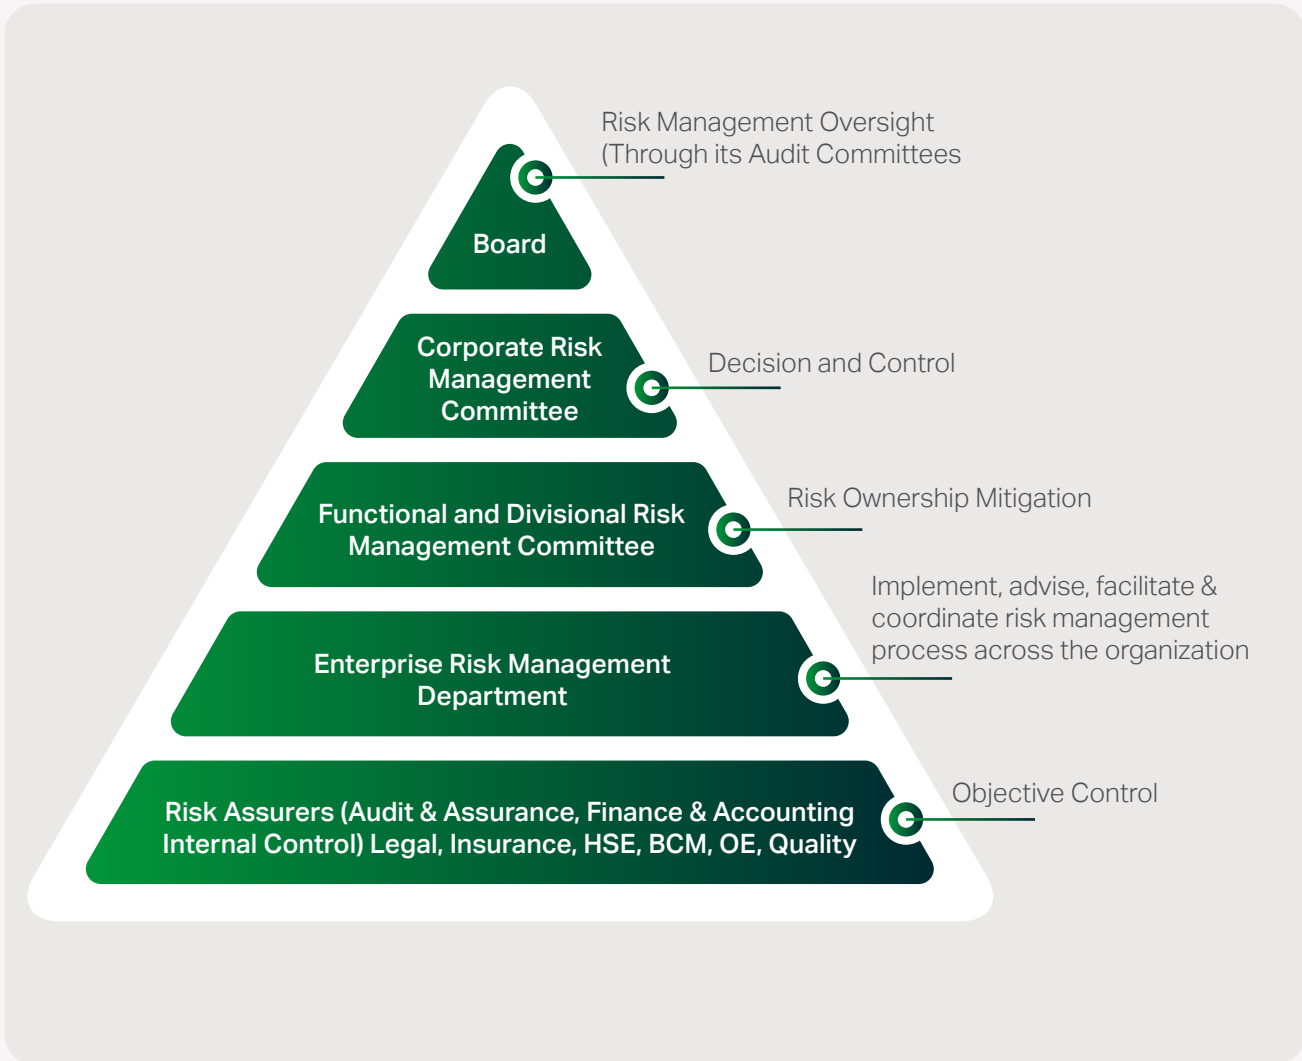 Risk Management Oversight
(Through its Audit Committees
Board
Corporate Risk
Management
Committee
Decision and Control
Functional and Divisional Risk
Management Committee
Risk Ownership Mitigation
Enterprise Risk Management
Department
Implement, advise, facilitate &
coordinate risk management
process across the organization
Risk Assurers (Audit & Assurance, Finance & Accounting
Internal Control) Legal, Insurance, HSE, BCM, OE, Quality
Objective Control